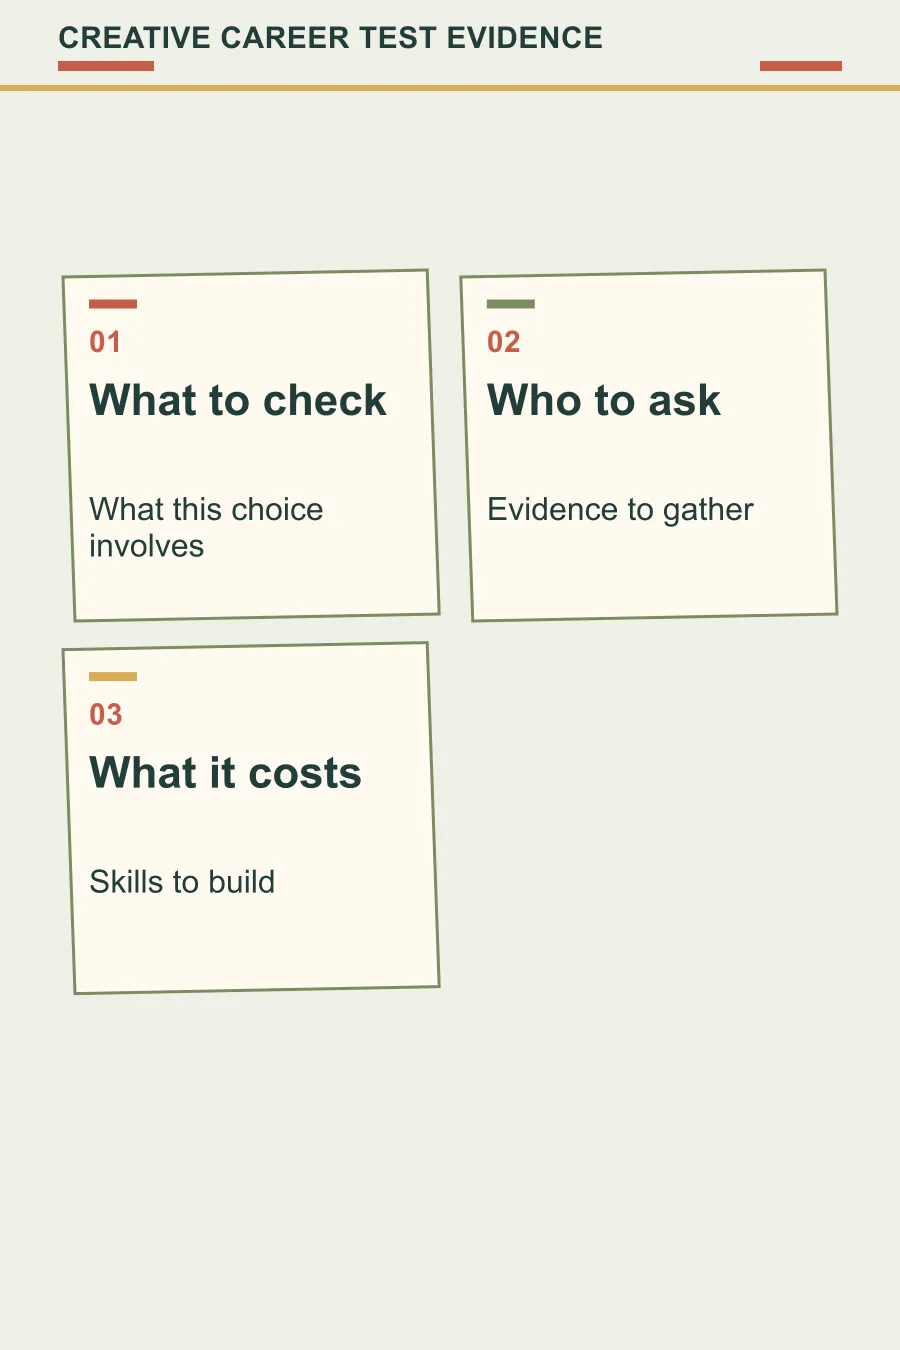 CREATIVE CAREER TEST EVIDENCE
01
What to check
What this choice
involves
02
Who to ask
Evidence to gather
03
What it costs
Skills to build